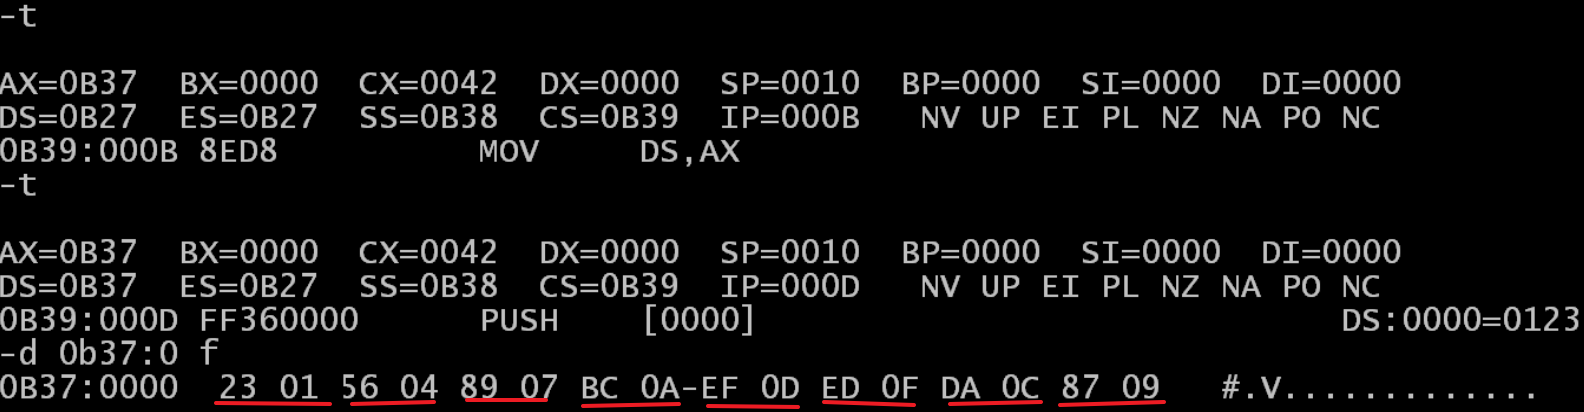 -t
AX=0B37 BX=0000 CX=0042 DX=0000 SP=0010 BP=0000 SI=0000 DI=0000
DS=0B27 ES=0B27 SS=0B38 CS=0B39 IP=000B NV UP EI PL NZ NA PO NC
0B39:000B 8ED8 MOV DS,AX
-t
AX=0B37 BX=0000 CX=0042 DX=0000 SP=0010 BP=0000 SI=0000 DI=0000
DS=0B37 ES=0B27 SS=0B38 CS=0B39 IP=000D NV UP EI PL NZ NA PO NC
0B39:000D FF360000 PUSH [0000] DS:0000=0123
-d 0b37:0 f
0B37:0000 23 01 56 04 89 07 BC 0A-EF 0D ED 0F DA 0C 87 09 #.V.............